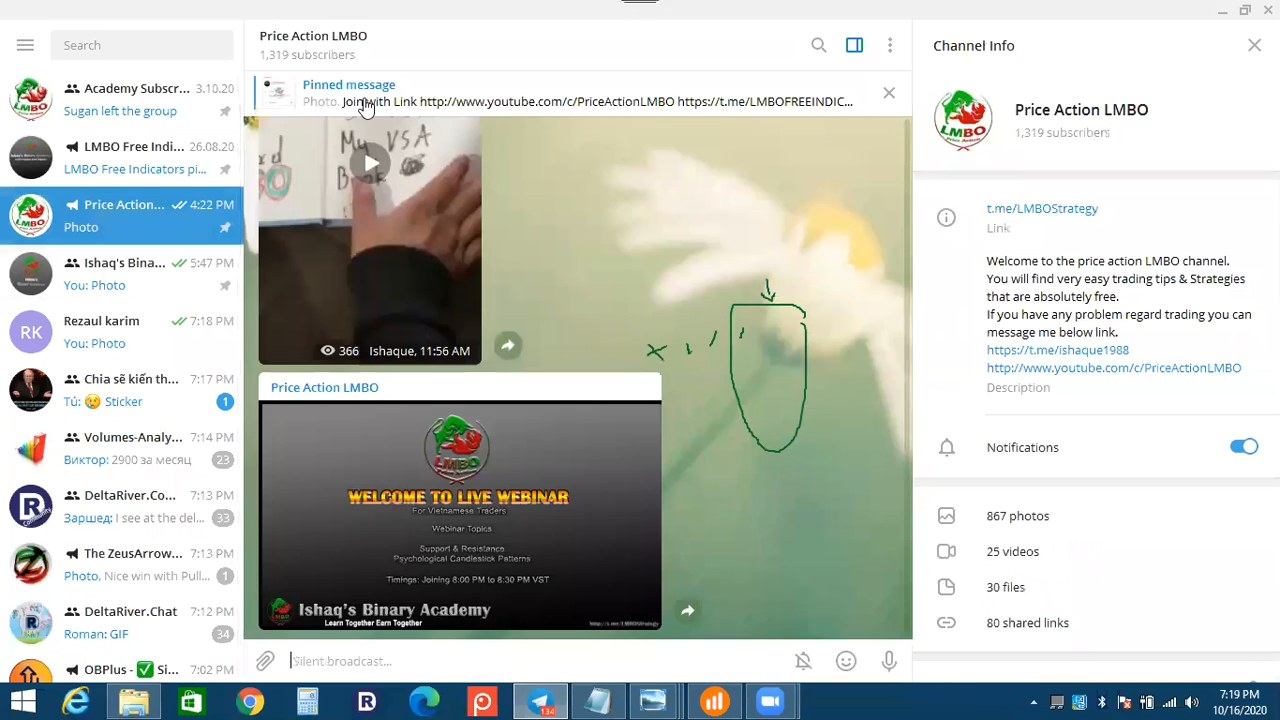 Search
Academy Subscr... 3.10.20
Sugan left the group
LMBO Free Indi... 26.08.20
LMBO Free Indicators pi...
Price Action... 4:22 PM
Photo
Ishaq's Bina... 5:47 PM
You: Photo
RK
Rezaul karim 7:18 PM
You: Photo
Chia sẽ kiến th... 7:17 PM
Tú: Sticker 1
Volumes-Analy... 7:14 PM
Виктор: 2900 за месяц 23
DeltaRiver.Co... 7:13 PM
Заршед: I see at the del... 33
The ZeusArrow... 7:13 PM
Photo, Nice win with Pull... 1
DeltaRiver.Chat 7:12 PM
Roman: GIF 34
OBPlus - Si... 7:02 PM
Price Action LMBO
1,319 subscribers
Pinned message
Photo. Join with Link http://www.youtube.com/c/PriceActionLMBO https://t.me/LMBOFREEINDIC...
My VSA
366 Ishaque, 11:56 AM
Price Action LMBO
LMBO
WELCOME TO LIVE WEBINAR
For Vietnamese Traders
Webinar Topics
Support & Resistance
Psychological Candlestick Patterns
Timings: Joining 8:00 PM to 8:30 PM VST
Ishaq's Binary Academy
Learn Together Earn Together
http://t.me/LMBOStrategy
Silent broadcast...
Channel Info
LMBO
Price Action LMBO
1,319 subscribers
t.me/LMBOStrategy
Link
Welcome to the price action LMBO channel.
You will find very easy trading tips & Strategies
that are absolutely free.
If you have any problem regard trading you can
message me below link.
https://t.me/ishaque1988
http://www.youtube.com/c/PriceActionLMBO
Description
Notifications
867 photos
25 videos
30 files
80 shared links
134
7:19 PM
10/16/2020